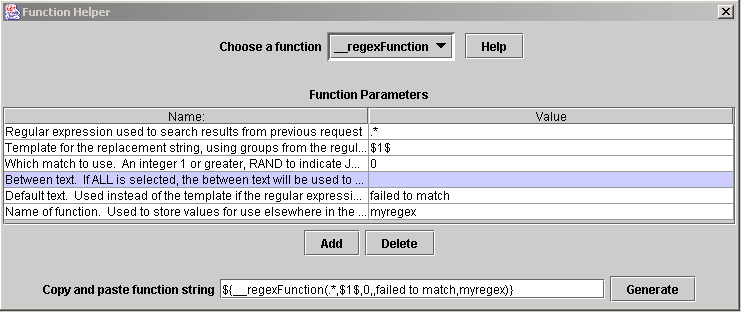 Function Helper
Choose a function __regexFunction Help
Function Parameters
Name: Value
Regular expression used to search results from previous request .*
Template for the replacement string, using groups from the regul... $1$
Which match to use. An integer 1 or greater, RAND to indicate J... 0
Between text. If ALL is selected, the between text will be used to ...
Default text. Used instead of the template if the regular expressi... failed to match
Name of function. Used to store values for use elsewhere in the ... myregex
Add Delete
Copy and paste function string ${__regexFunction(.*,$1$,0,,failed to match,myregex)} Generate